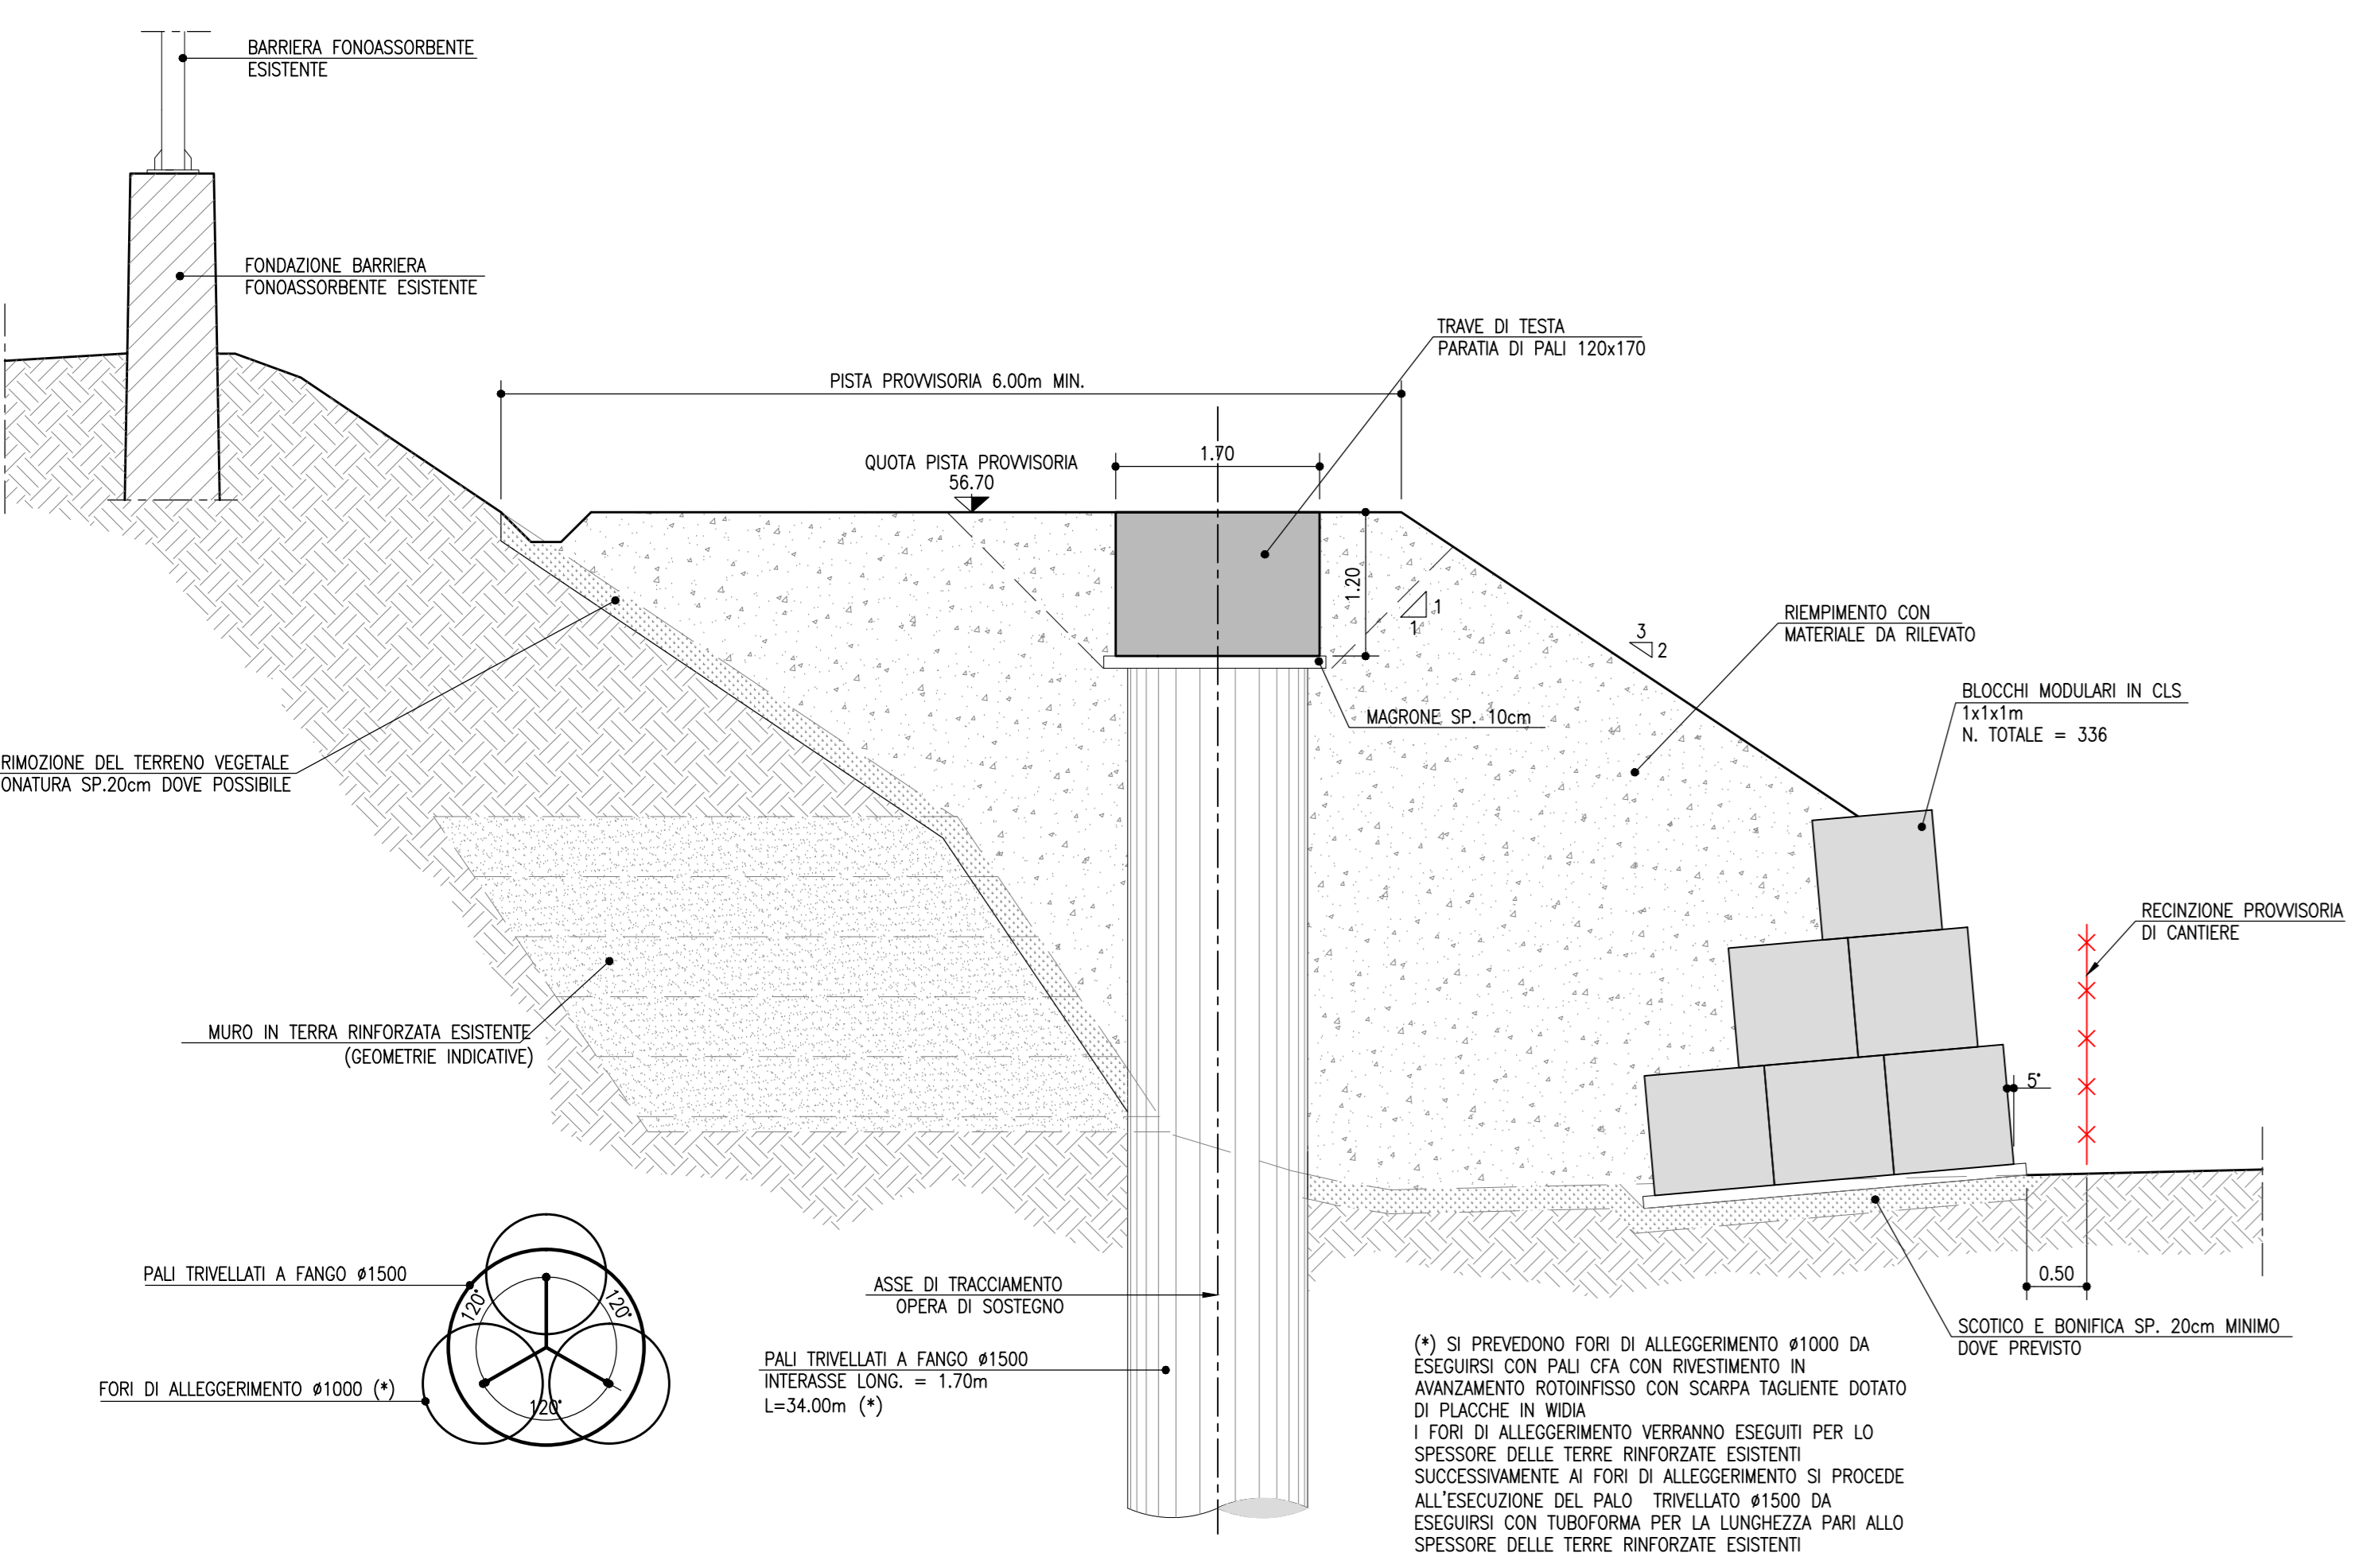 BARRIERA FONOASSORBENTE
ESISTENTE
FONDAZIONE BARRIERA
FONOASSORBENTE ESISTENTE
TRAVE DI TESTA
PARATIA DI PALI 120x170
PISTA PROVVISORIA 6.00m MIN.
QUOTA PISTA PROVVISORIA
56.70
1.70
1.20
1
1
3
2
RIEMPIMENTO CON
MATERIALE DA RILEVATO
BLOCCHI MODULARI IN CLS
1x1x1m
N. TOTALE = 336
MAGRONE SP. 10cm
RIMOZIONE DEL TERRENO VEGETALE
ONATURA SP.20cm DOVE POSSIBILE
RECINZIONE PROVVISORIA
DI CANTIERE
MURO IN TERRA RINFORZATA ESISTENTE
(GEOMETRIE INDICATIVE)
5°
0.50
PALI TRIVELLATI A FANGO ø1500
120°
120°
120°
FORI DI ALLEGGERIMENTO ø1000 (*)
ASSE DI TRACCIAMENTO
OPERA DI SOSTEGNO
PALI TRIVELLATI A FANGO ø1500
INTERASSE LONG. = 1.70m
L=34.00m (*)
SCOTICO E BONIFICA SP. 20cm MINIMO
DOVE PREVISTO
(*) SI PREVEDONO FORI DI ALLEGGERIMENTO ø1000 DA
ESEGUIRSI CON PALI CFA CON RIVESTIMENTO IN
AVANZAMENTO ROTOINFISSO CON SCARPA TAGLIENTE DOTATO
DI PLACCHE IN WIDIA
I FORI DI ALLEGGERIMENTO VERRANNO ESEGUITI PER LO
SPESSORE DELLE TERRE RINFORZATE ESISTENTI
SUCCESSIVAMENTE AI FORI DI ALLEGGERIMENTO SI PROCEDE
ALL'ESECUZIONE DEL PALO TRIVELLATO ø1500 DA
ESEGUIRSI CON TUBOFORMA PER LA LUNGHEZZA PARI ALLO
SPESSORE DELLE TERRE RINFORZATE ESISTENTI